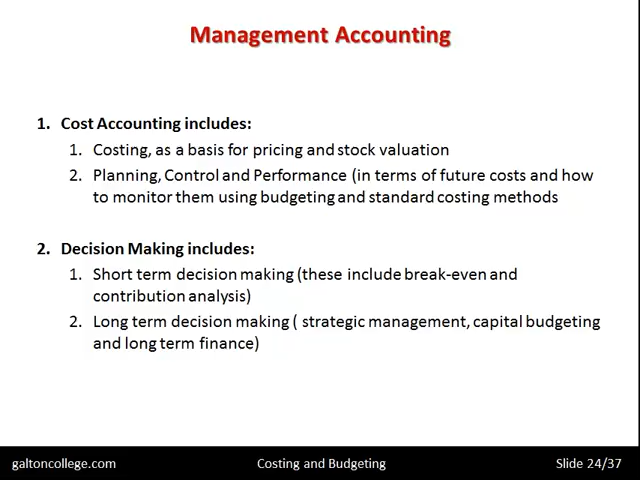 Management Accounting
1. Cost Accounting includes:
1. Costing, as a basis for pricing and stock valuation
2. Planning, Control and Performance (in terms of future costs and how
to monitor them using budgeting and standard costing methods
2. Decision Making includes:
1. Short term decision making (these include break-even and
contribution analysis)
2. Long term decision making ( strategic management, capital budgeting
and long term finance)
galtoncollege.com Costing and Budgeting Slide 24/37